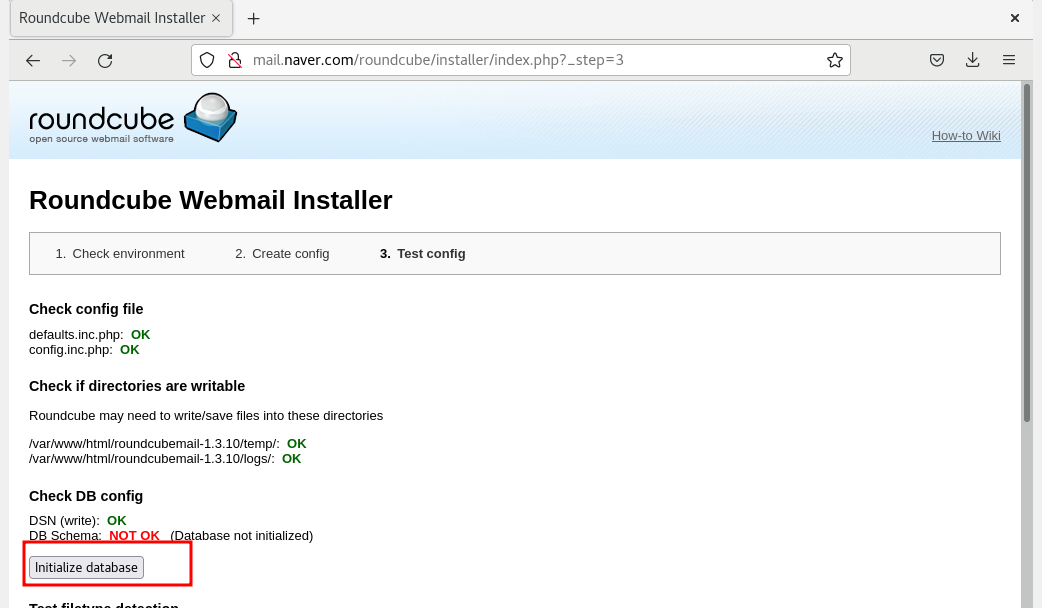 Roundcube Webmail Installer
mail.naver.com/roundcube/installer/index.php?_step=3
roundcube
open source webmail software
How-to Wiki
Roundcube Webmail Installer
1. Check environment 2. Create config 3. Test config
Check config file
defaults.inc.php: OK
config.inc.php: OK
Check if directories are writable
Roundcube may need to write/save files into these directories
/var/www/html/roundcubemail-1.3.10/temp/: OK
/var/www/html/roundcubemail-1.3.10/logs/: OK
Check DB config
DSN (write): OK
DB Schema: NOT OK (Database not initialized)
Initialize database
Test filetype detection